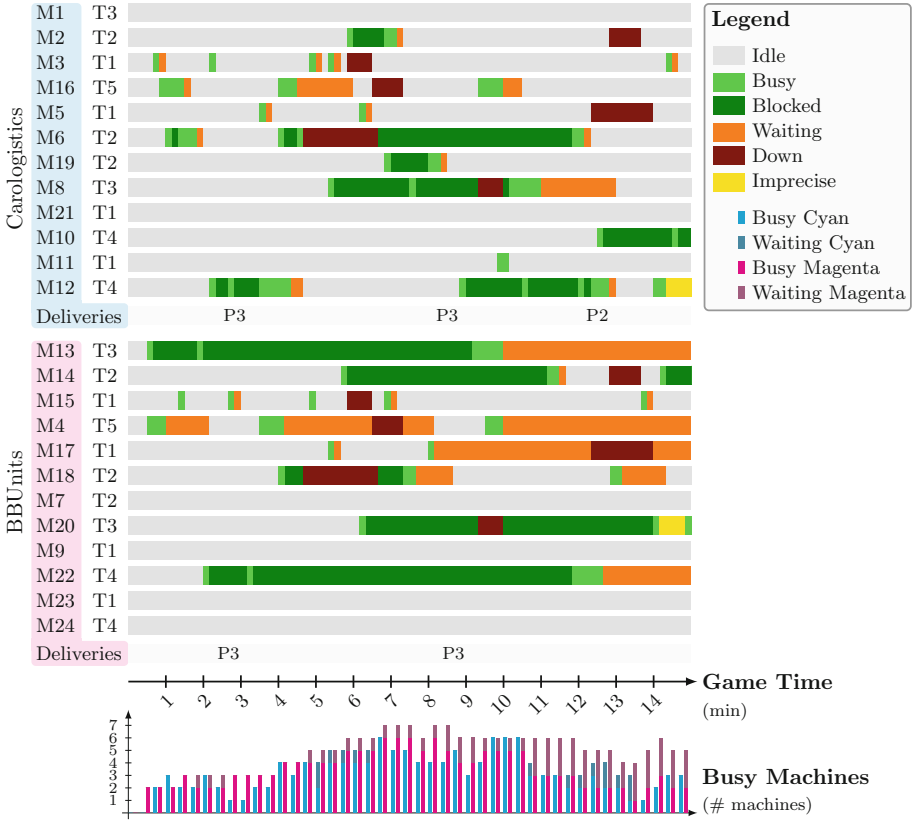 M1 T3
M2 T2
M3 T1
M16 T5
M5 T1
M6 T2
M19 T2
M8 T3
M21 T1
M10 T4
M11 T1
M12 T4
Carologistics
Deliveries P3 P3 P2
Legend
Idle
Busy
Blocked
Waiting
Down
Imprecise
Busy Cyan
Waiting Cyan
Busy Magenta
Waiting Magenta
M13 T3
M14 T2
M15 T1
M4 T5
M17 T1
M18 T2
M7 T2
M20 T3
M9 T1
M22 T4
M23 T1
M24 T1
BBUnits
Deliveries P3 P3
1 2 3 4 5 6 7 8 9 10 11 12 13 14
Game Time
(min)
7
6
5
4
3
2
1
Busy Machines
(# machines)